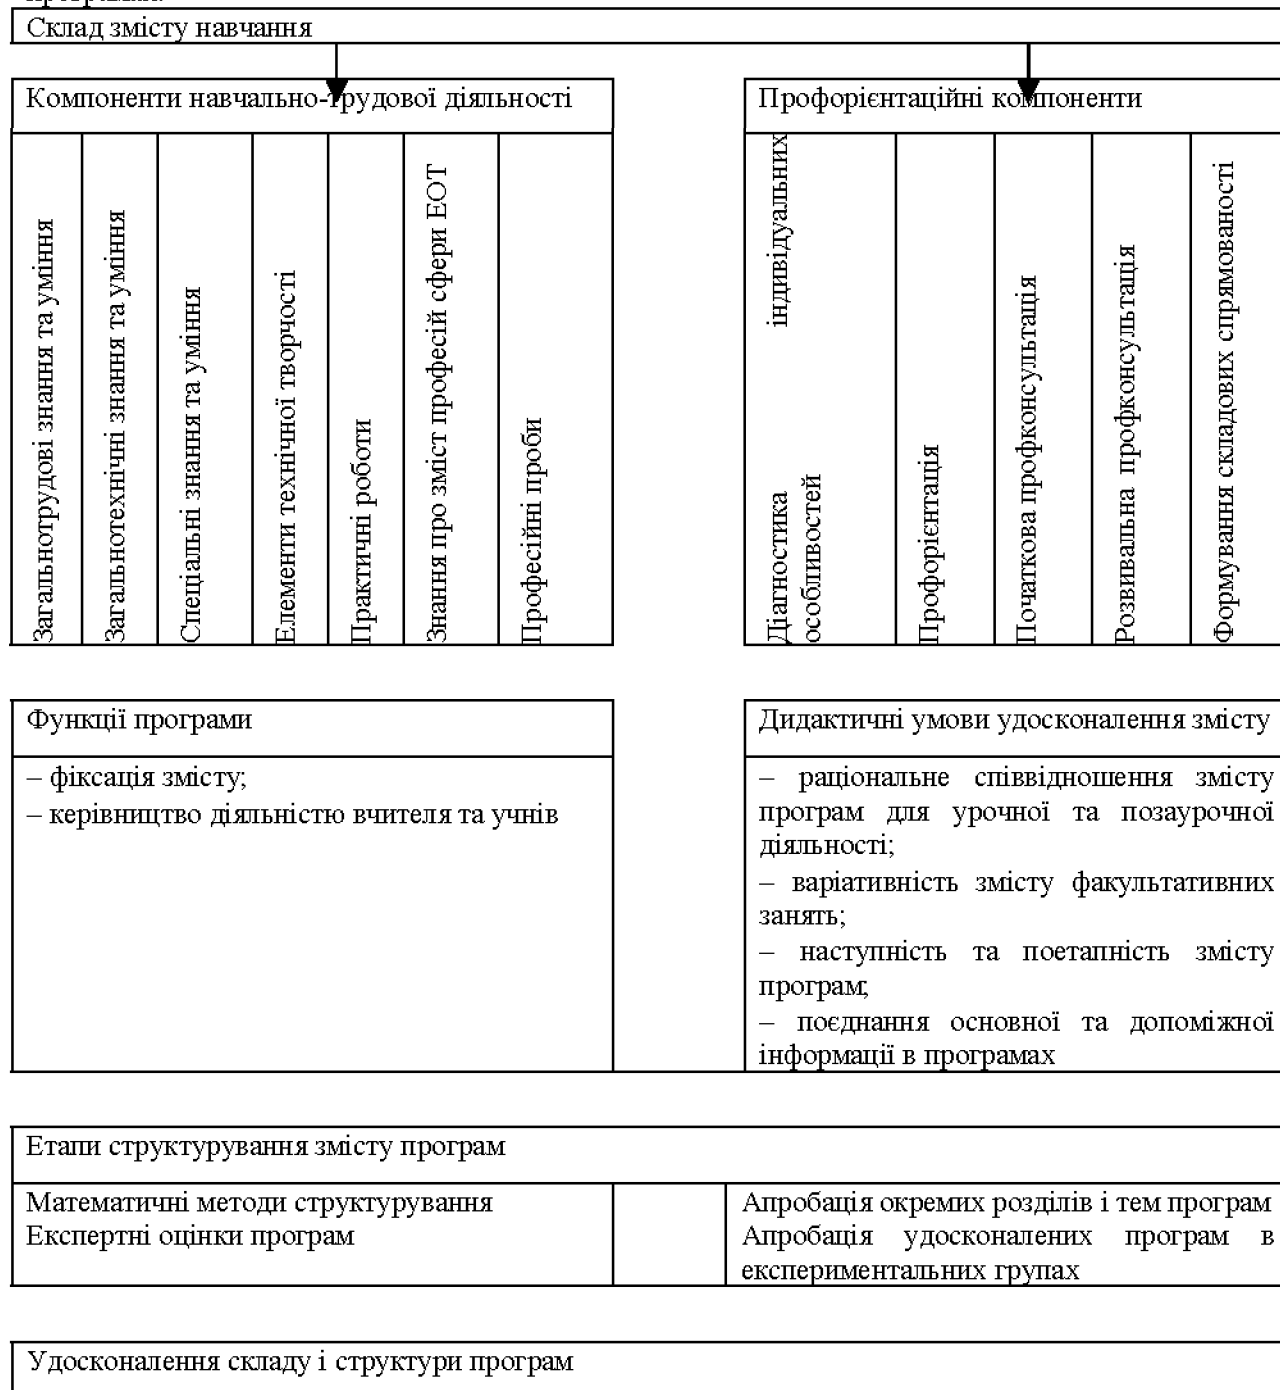 Склад змісту навчання
Компоненти навчально-трудової діяльності
Профорієнтаційні компоненти
Загальнотрудові знання та уміння
Загальнотехнічні знання та уміння
Спеціальні знання та уміння
Елементи технічної творчості
Практичні роботи
Знання про зміст професій сфери ЕОТ
Професійні проби
Діагностика індивідуальних
особливостей
Профорієнтація
Початкова профконсультація
Розвивальна профконсультація
Формування складових спрямованості
Функції програми
– фіксація змісту;
– керівництво діяльністю вчителя та учнів
Дидактичні умови удосконалення змісту
– раціональне співвідношення змісту
програм для урочної та позаурочної
діяльності;
– варіативність змісту факультативних
занять;
– наступність та поетапність змісту
програм;
– поєднання основної та допоміжної
інформації в програмах
Етапи структурування змісту програм
Математичні методи структурування
Експертні оцінки програм
Апробація окремих розділів і тем програм
Апробація удосконалених програм в
експериментальних групах
Удосконалення складу і структури програм